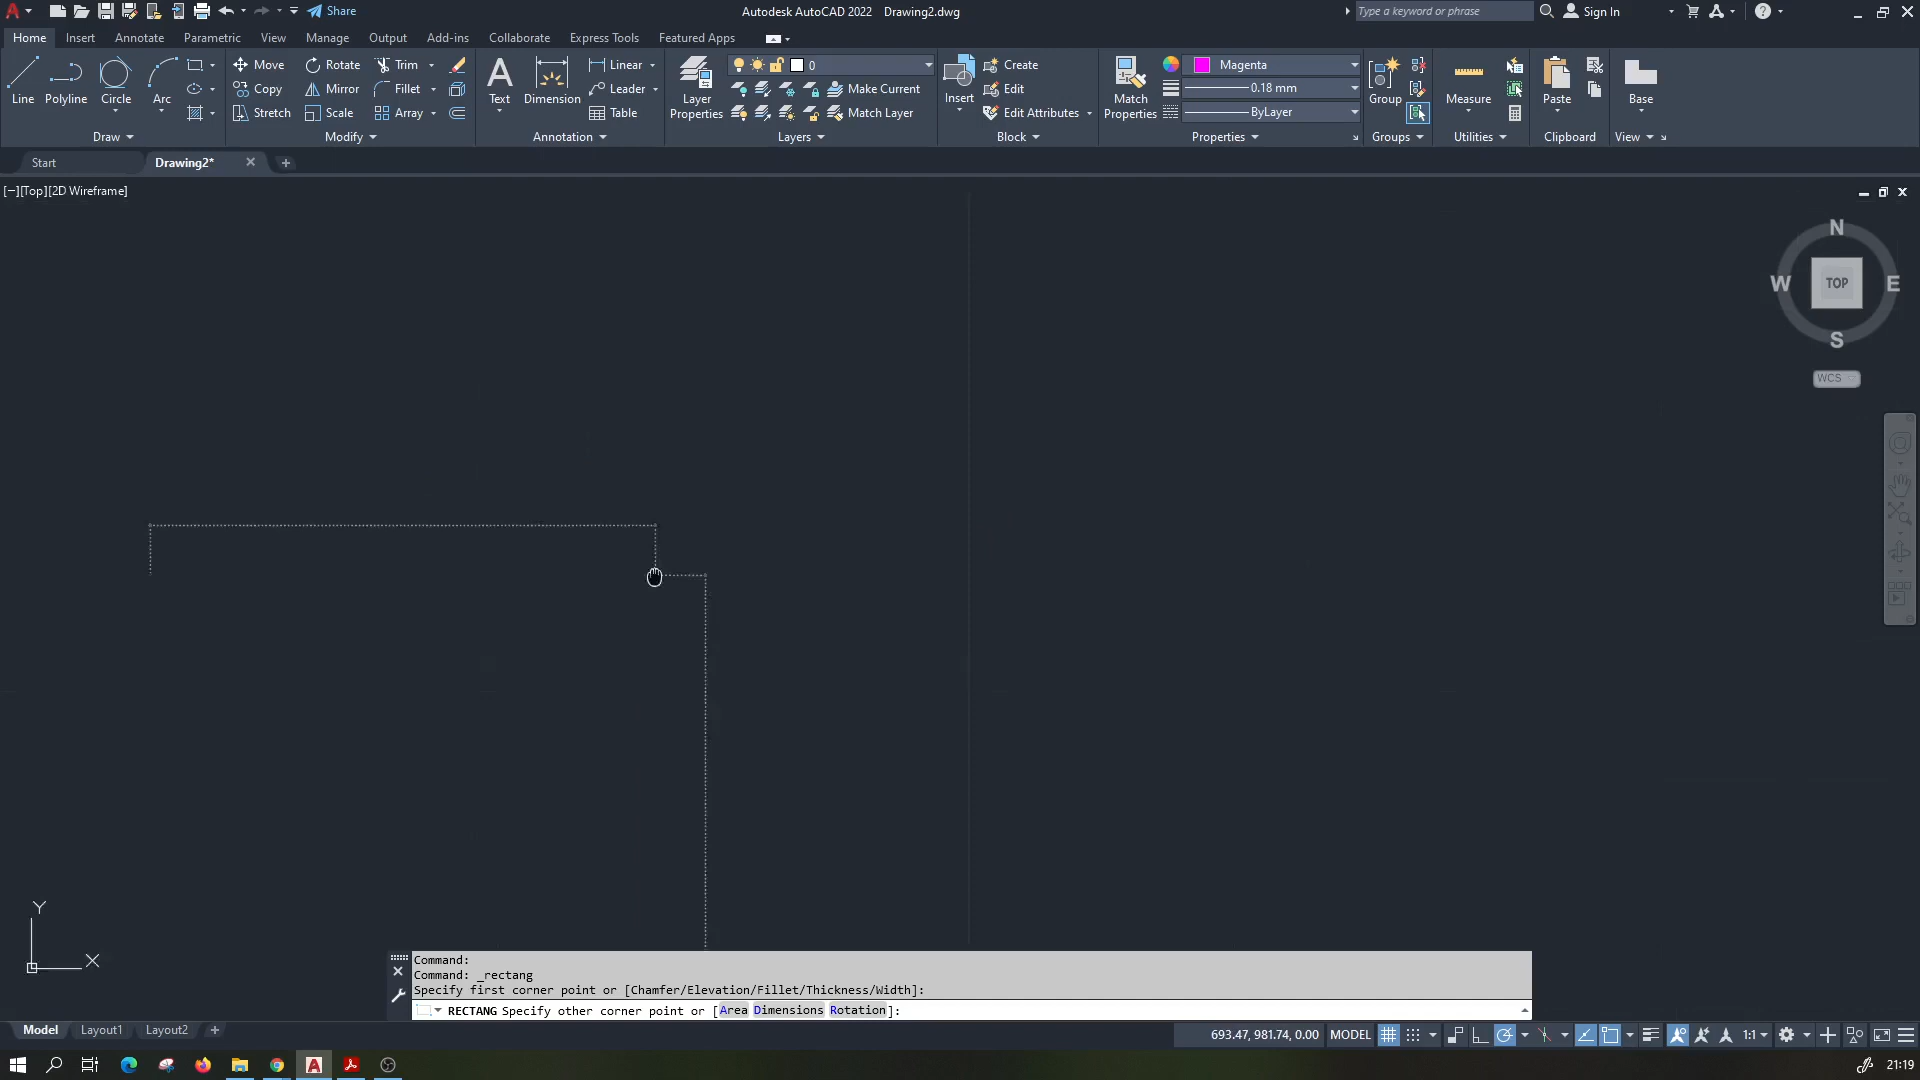 Share
Autodesk AutoCAD 2022 Drawing2.dwg
Type a keyword or phrase
Sign In
Home Insert Annotate Parametric View Manage Output Add-ins Collaborate Express Tools Featured Apps
Line Polyline Circle Arc
Draw
Move Rotate Trim
Copy Mirror Fillet
Stretch Scale Array
Modify
Text Dimension
Linear
Leader
Table
Annotation
Layer Properties
0
Make Current
Match Layer
Layers
Insert
Create
Edit
Edit Attributes
Block
Match Properties
Magenta
0.18 mm
ByLayer
Properties
Group
Groups
Measure
Utilities
Paste
Clipboard
Base
View
Start Drawing2*
[−][Top][2D Wireframe]
N
W TOP E
S
WCS
Y
X
Command:
Command: _rectang
Specify first corner point or [Chamfer/Elevation/Fillet/Thickness/Width]:
RECTANG Specify other corner point or [Area Dimensions Rotation]:
Model Layout1 Layout2
693.47, 981.74, 0.00 MODEL 1:1
21:19